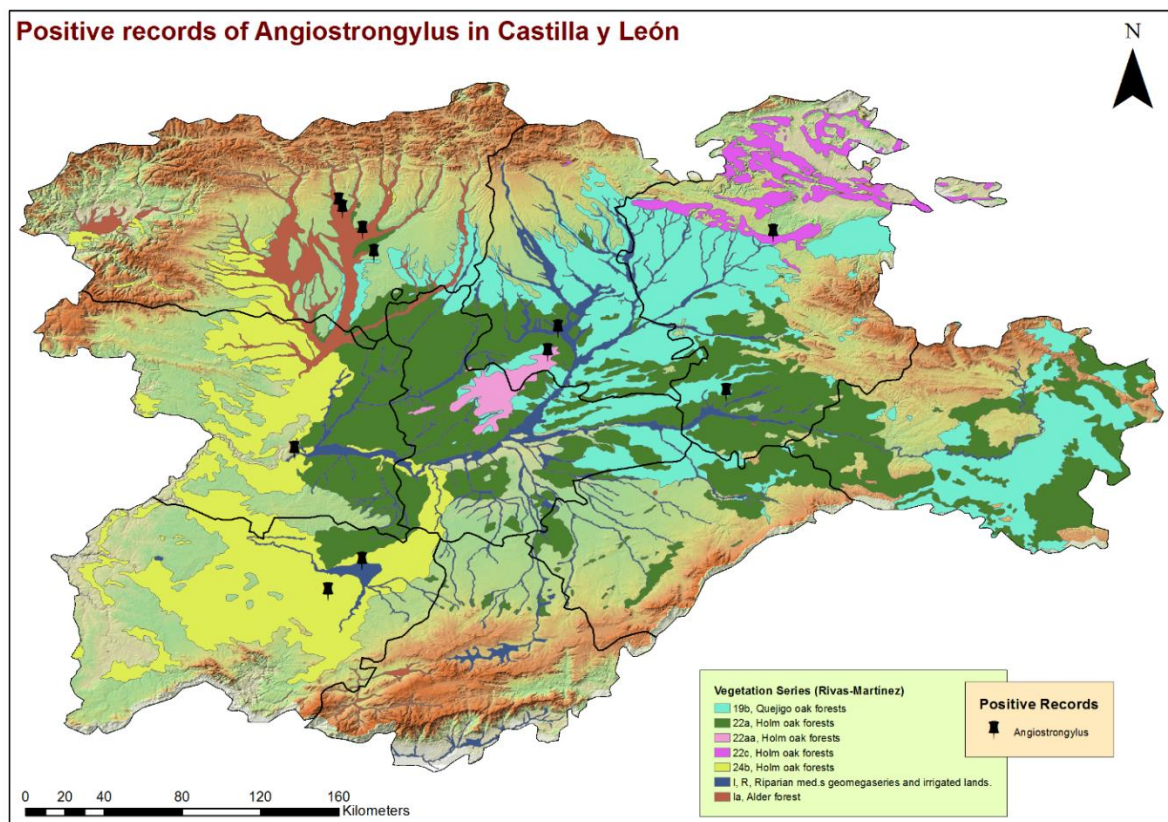 Positive records of Angiostrongylus in Castilla y León
N
Vegetation Series (Rivas-Martínez)
19b, Quejigo oak forests
22a, Holm oak forests
22aa, Holm oak forests
22c, Holm oak forests
24b, Holm oak forests
I, R, Riparian med.s geomegaseries and irrigated lands.
Ia, Alder forest
Positive Records
Angiostrongylus
0 20 40 80 120 160
Kilometers